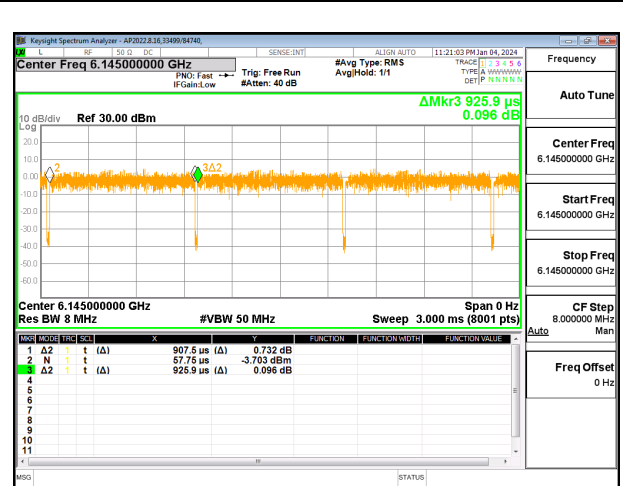 Keysight Spectrum Analyzer - AP2022.8.16,33499/84740,
LXI L RF 50 Ω DC SENSE:INT ALIGN AUTO 11:21:03 PM Jan 04, 2024
Center Freq 6.145000000 GHz
PNO: Fast
IFGain:Low
Trig: Free Run
#Atten: 40 dB
#Avg Type: RMS
Avg|Hold: 1/1
TRACE 1 2 3 4 5 6
TYPE A WWWWW
DET P N N N N N
ΔMkr3 925.9 µs
0.096 dB
10 dB/div Ref 30.00 dBm
Log
20.0
10.0
0.00
-10.0
-20.0
-30.0
-40.0
-50.0
-60.0
2
3Δ2
Center 6.145000000 GHz Span 0 Hz
Res BW 8 MHz #VBW 50 MHz Sweep 3.000 ms (8001 pts)
MKR MODE TRC SCL X Y FUNCTION FUNCTION WIDTH FUNCTION VALUE
1 Δ2 1 t (Δ) 907.5 µs (Δ) 0.732 dB
2 N 1 t 57.75 µs -3.703 dBm
3 Δ2 1 t (Δ) 925.9 µs (Δ) 0.096 dB
4
5
6
7
8
9
10
11
MSG STATUS
Frequency
Auto Tune
Center Freq
6.145000000 GHz
Start Freq
6.145000000 GHz
Stop Freq
6.145000000 GHz
CF Step
8.000000 MHz
Auto Man
Freq Offset
0 Hz